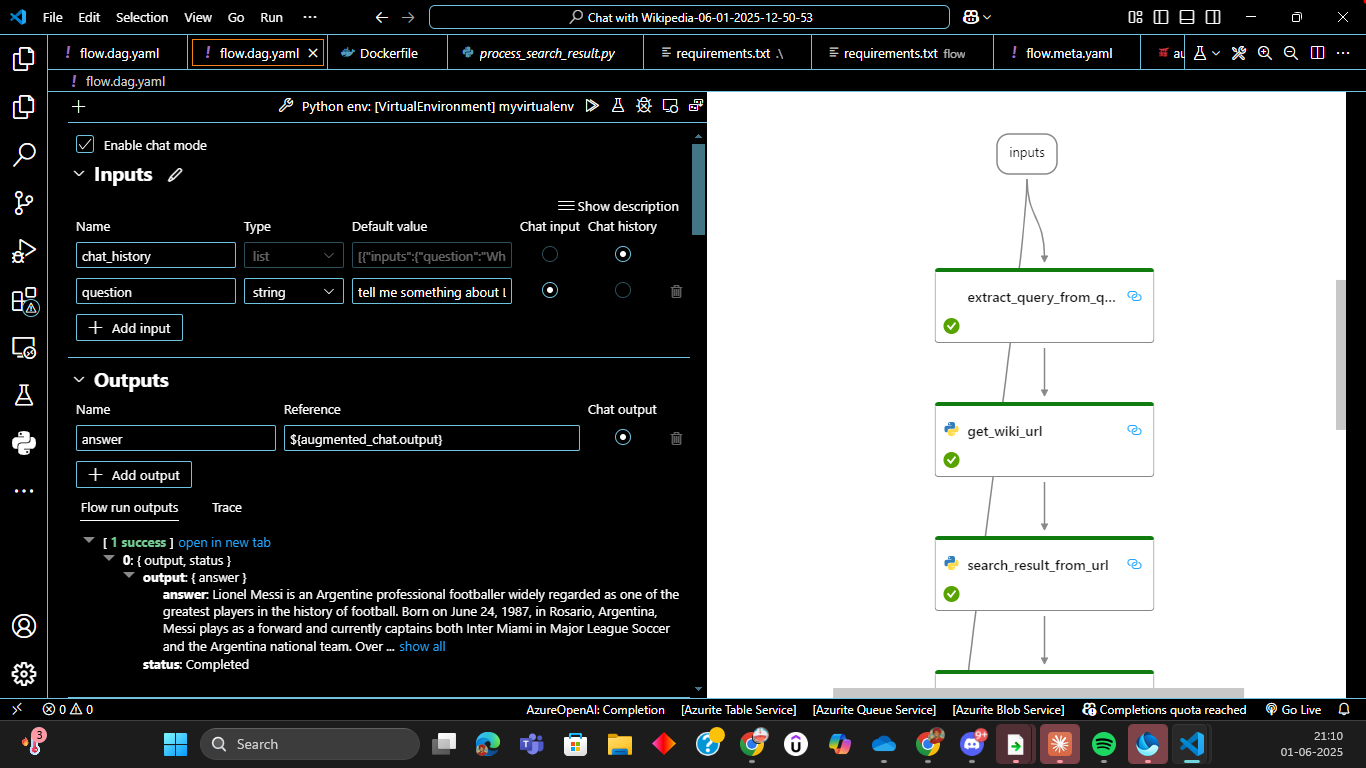 File Edit Selection View Go Run ··· Chat with Wikipedia-06-01-2025-12-50-53
! flow.dag.yaml ! flow.dag.yaml Dockerfile process_search_result.py requirements.txt .\ requirements.txt flow ! flow.meta.yaml
! flow.dag.yaml
Python env: [VirtualEnvironment] myvirtualenv
Enable chat mode
Inputs
Show description
Name Type Default value Chat input Chat history
chat_history list [{"inputs":{"question":"Wh
question string tell me something about
Add input
Outputs
Name Reference Chat output
answer ${augmented_chat.output}
Add output
Flow run outputs Trace
[ 1 success ] open in new tab
0: { output, status }
output: { answer }
answer: Lionel Messi is an Argentine professional footballer widely regarded as one of the
greatest players in the history of football. Born on June 24, 1987, in Rosario, Argentina,
Messi plays as a forward and currently captains both Inter Miami in Major League Soccer
and the Argentina national team. Over ... show all
status: Completed
inputs
extract_query_from_q...
get_wiki_url
search_result_from_url
0 0 AzureOpenAI: Completion [Azurite Table Service] [Azurite Queue Service] [Azurite Blob Service] Completions quota reached Go Live
3 Search 9+ 21:10
01-06-2025